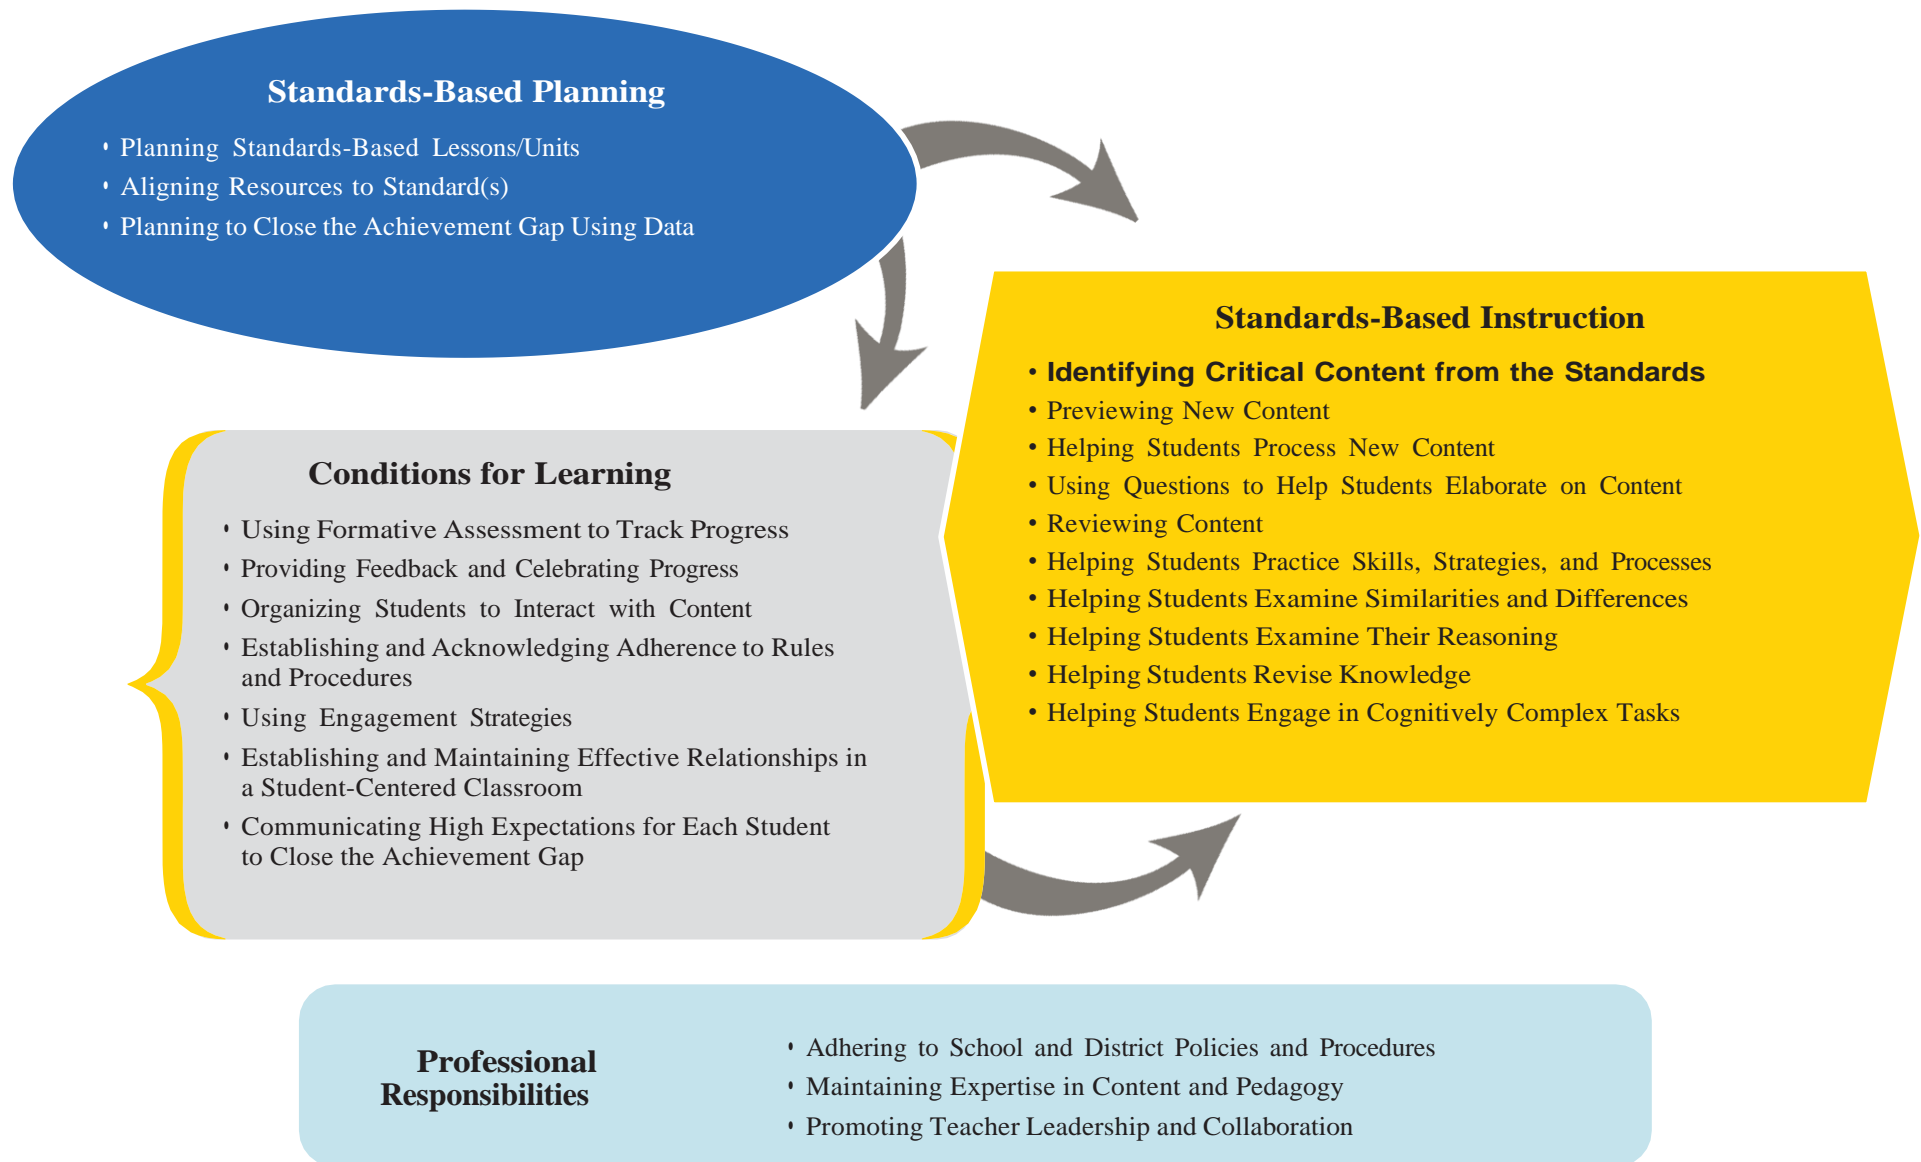 Standards-Based Planning
• Planning Standards-Based Lessons/Units
• Aligning Resources to Standard(s)
• Planning to Close the Achievement Gap Using Data
Standards-Based Instruction
• Identifying Critical Content from the Standards
• Previewing New Content
• Helping Students Process New Content
• Using Questions to Help Students Elaborate on Content
• Reviewing Content
• Helping Students Practice Skills, Strategies, and Processes
• Helping Students Examine Similarities and Differences
• Helping Students Examine Their Reasoning
• Helping Students Revise Knowledge
• Helping Students Engage in Cognitively Complex Tasks
Conditions for Learning
• Using Formative Assessment to Track Progress
• Providing Feedback and Celebrating Progress
• Organizing Students to Interact with Content
• Establishing and Acknowledging Adherence to Rules
and Procedures
• Using Engagement Strategies
• Establishing and Maintaining Effective Relationships in
a Student-Centered Classroom
• Communicating High Expectations for Each Student
to Close the Achievement Gap
Professional
Responsibilities
• Adhering to School and District Policies and Procedures
• Maintaining Expertise in Content and Pedagogy
• Promoting Teacher Leadership and Collaboration